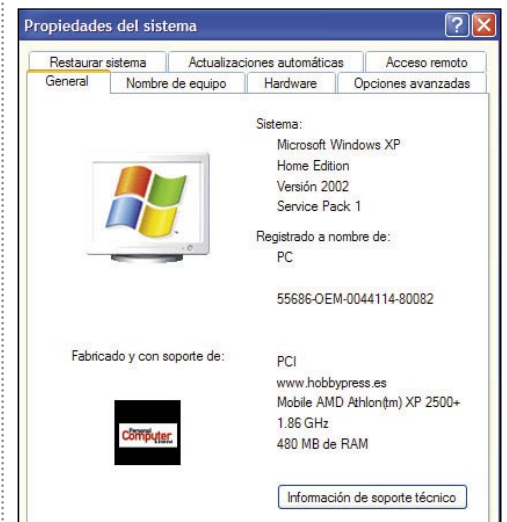 Propiedades del sistema
Restaurar sistema
Actualizaciones automáticas
Acceso remoto
General
Nombre de equipo
Hardware
Opciones avanzadas
Sistema:
Microsoft Windows XP
Home Edition
Versión 2002
Service Pack 1
Registrado a nombre de:
PC
55686-OEM-0044114-80082
Fabricado y con soporte de:
PCI
www.hobbypress.es
Mobile AMD Athlon(tm) XP 2500+
1.86 GHz
480 MB de RAM
Personal
Computer
Información de soporte técnico